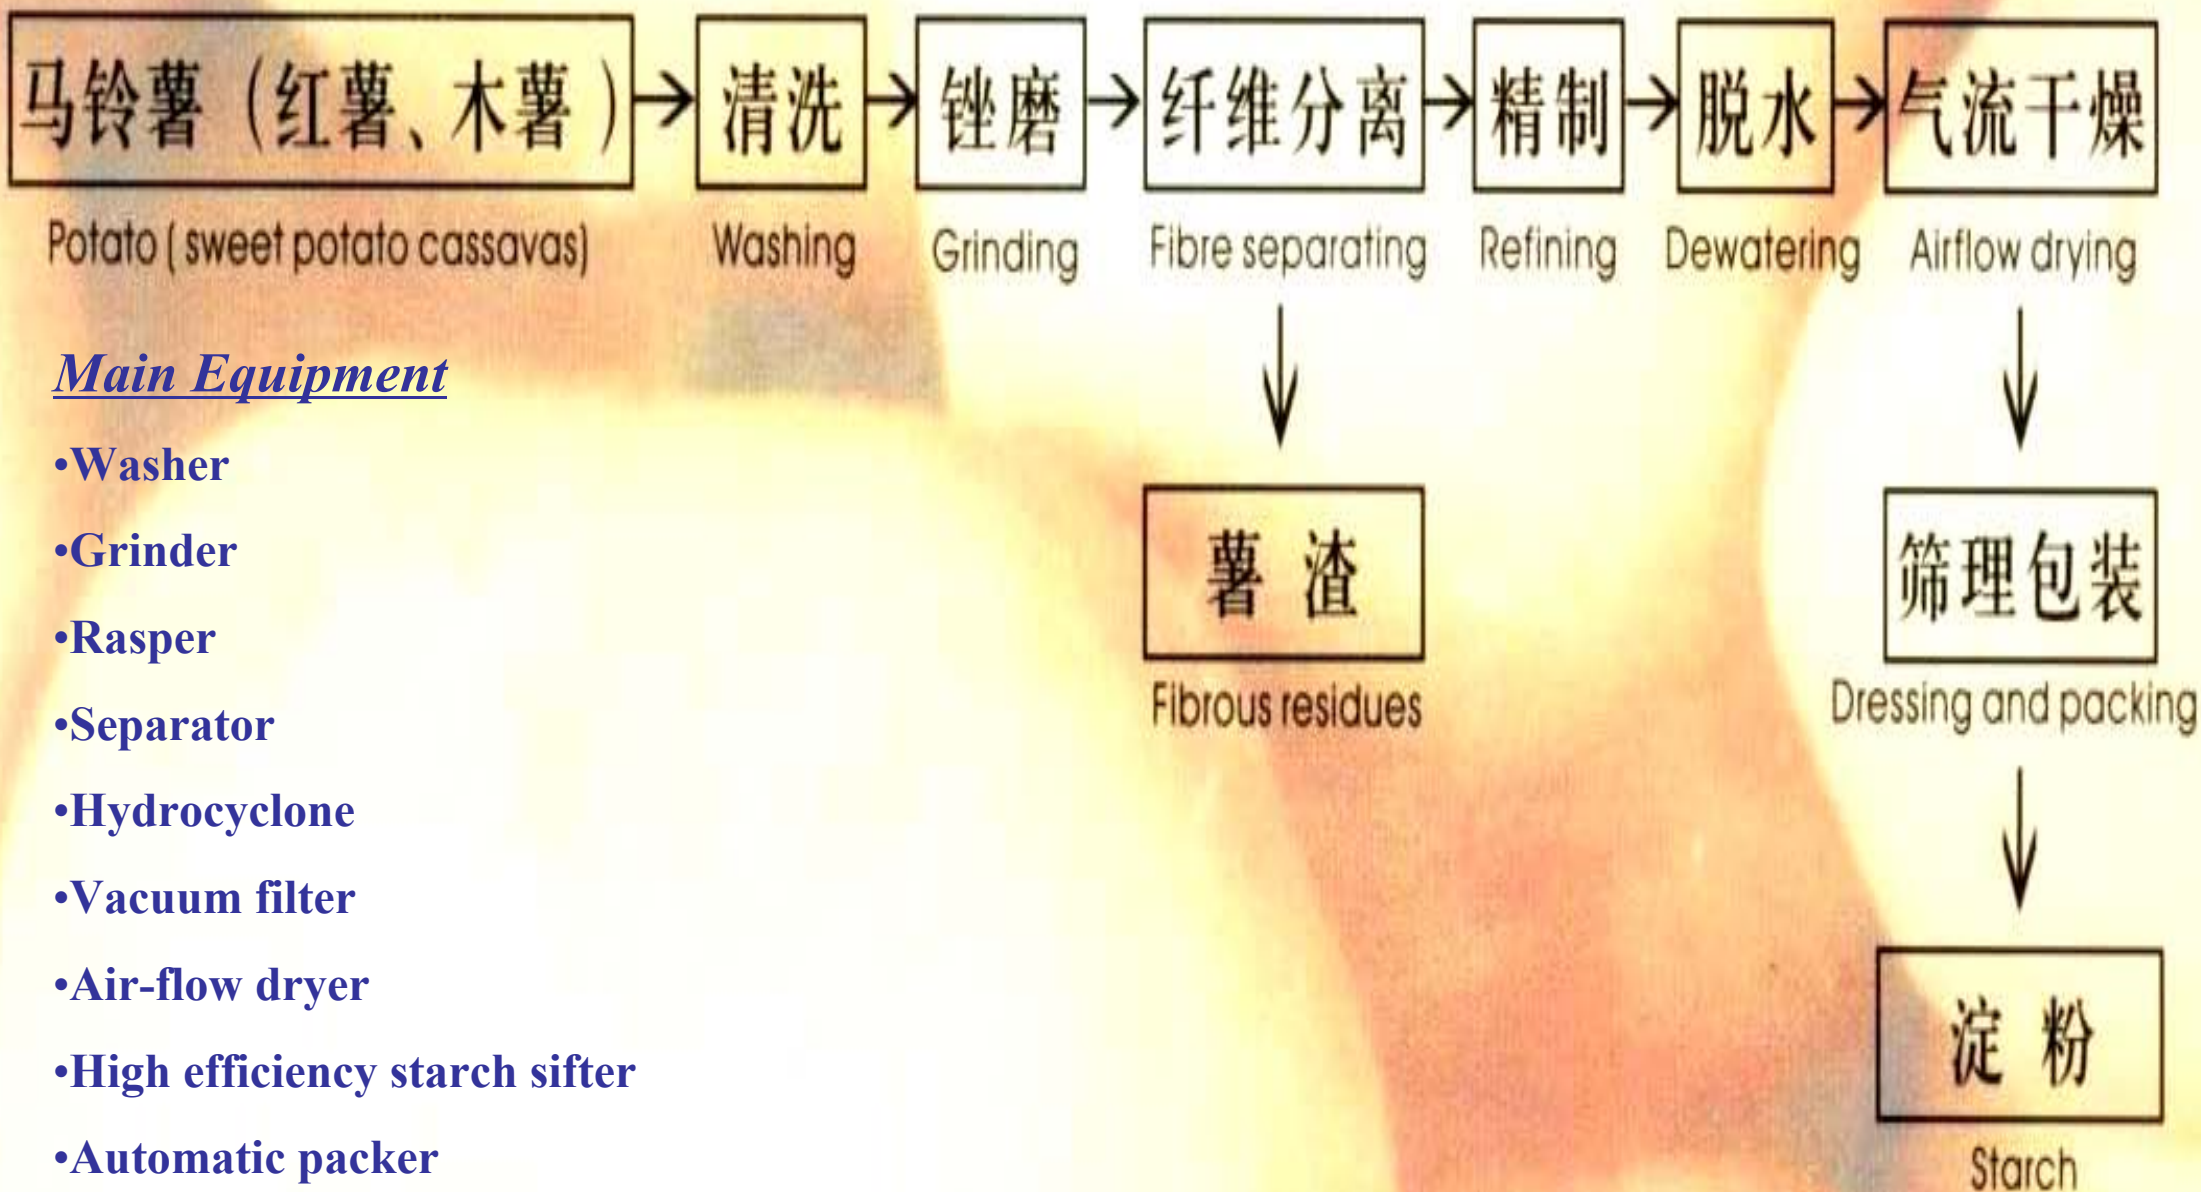 马铃薯（红薯、木薯） 清洗 锉磨 纤维分离 精制 脱水 气流干燥
Potato ( sweet potato cassavas) Washing Grinding Fibre separating Refining Dewatering Airflow drying
Main Equipment
•Washer
•Grinder
•Rasper
•Separator
•Hydrocyclone
•Vacuum filter
•Air-flow dryer
•High efficiency starch sifter
•Automatic packer
薯渣
Fibrous residues
筛理包装
Dressing and packing
淀粉
Starch